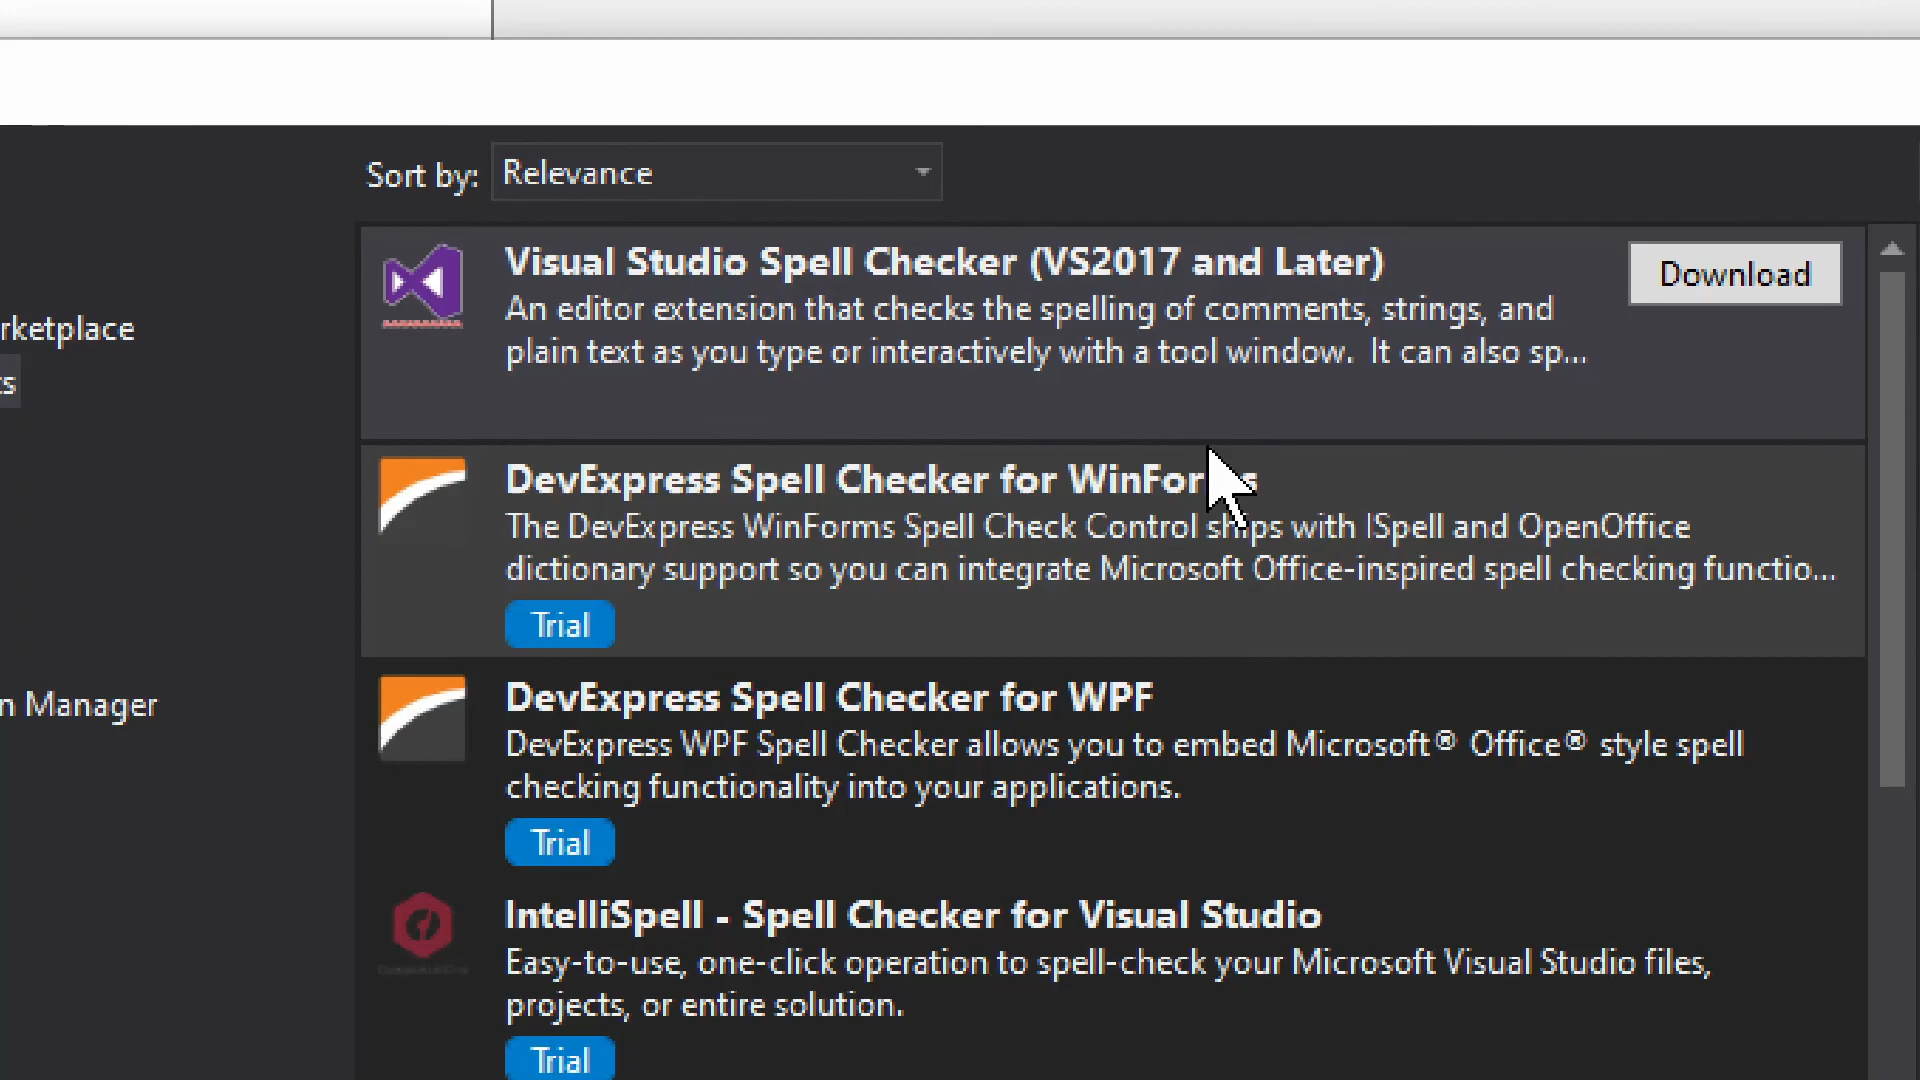 Sort by: Relevance
Visual Studio Spell Checker (VS2017 and Later)
Download
An editor extension that checks the spelling of comments, strings, and
plain text as you type or interactively with a tool window. It can also sp...
rketplace
ts
DevExpress Spell Checker for WinFor s
The DevExpress WinForms Spell Check Control ships with ISpell and OpenOffice
dictionary support so you can integrate Microsoft Office-inspired spell checking functio...
Trial
n Manager
DevExpress Spell Checker for WPF
DevExpress WPF Spell Checker allows you to embed Microsoft® Office® style spell
checking functionality into your applications.
Trial
IntelliSpell - Spell Checker for Visual Studio
Easy-to-use, one-click operation to spell-check your Microsoft Visual Studio files,
projects, or entire solution.
Trial